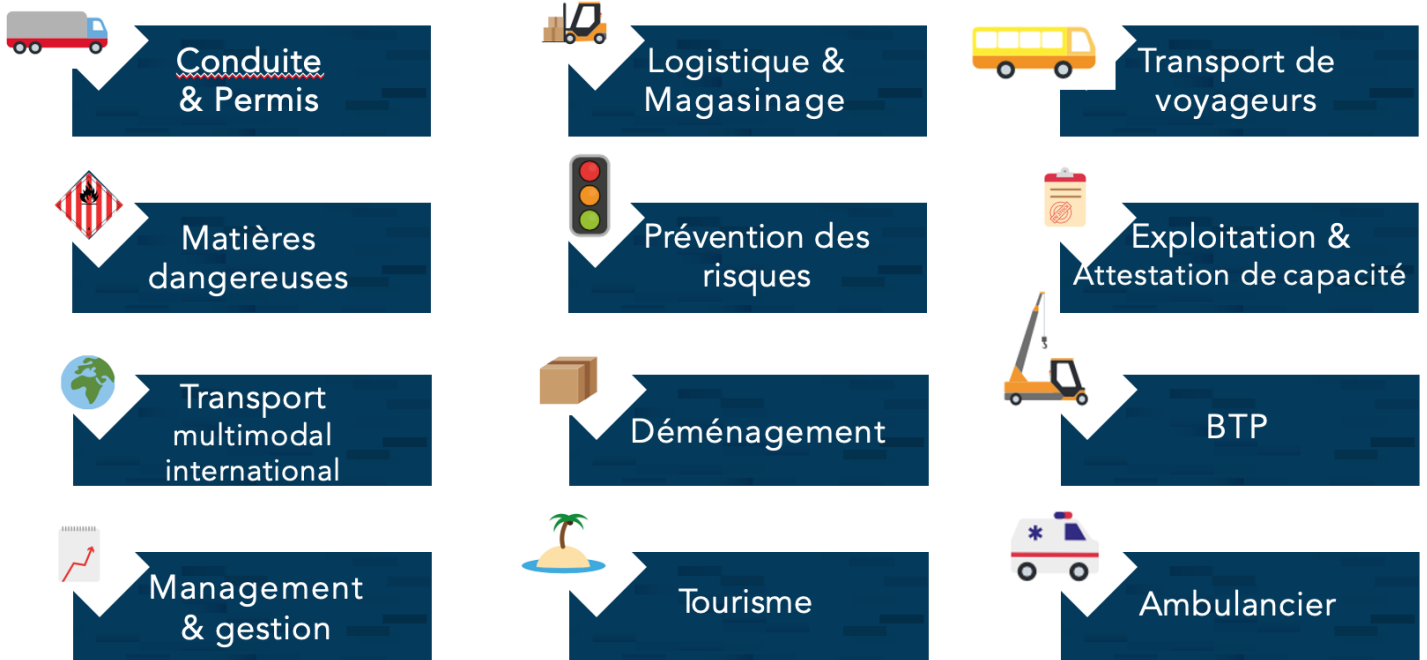 Conduite
& Permis
Logistique &
Magasinage
Transport de
voyageurs
Matières
dangereuses
Prévention des
risques
Exploitation &
Attestation de capacité
Transport
multimodal
international
Déménagement
BTP
Management
& gestion
Tourisme
Ambulancier